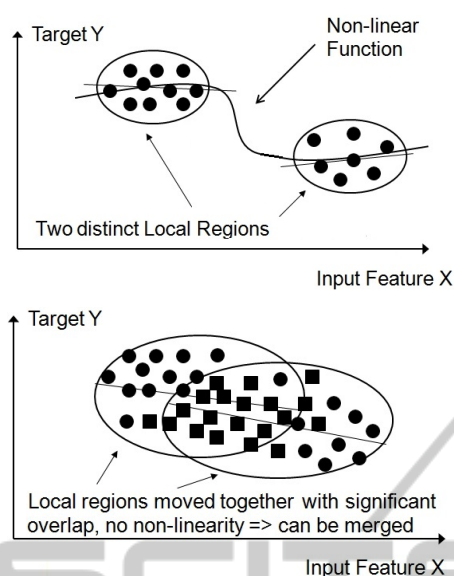 Target Y
Non-linear
Function
Two distinct Local Regions
Input Feature X
Target Y
Local regions moved together with significant
overlap, no non-linearity => can be merged
Input Feature X